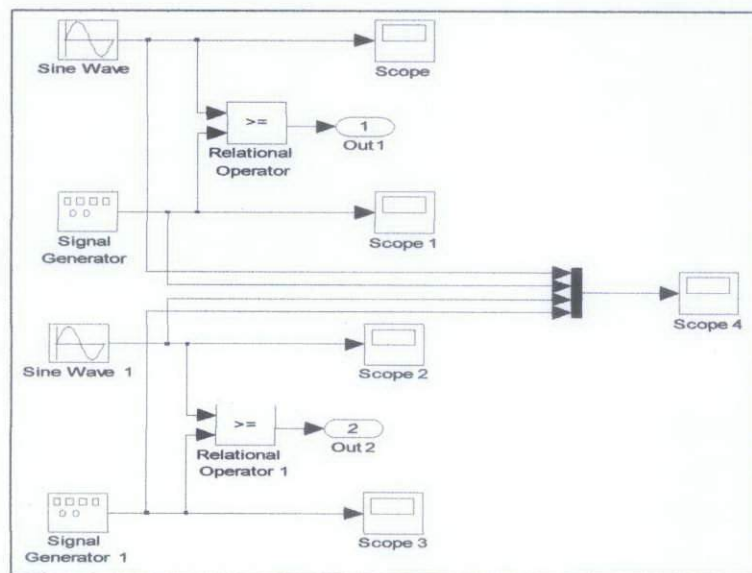 Sine Wave
Scope
>=
1
Out1
Relational
Operator
Signal
Generator
Scope 1
Scope 4
Sine Wave 1
Scope 2
>=
2
Out2
Relational
Operator 1
Signal
Generator 1
Scope 3